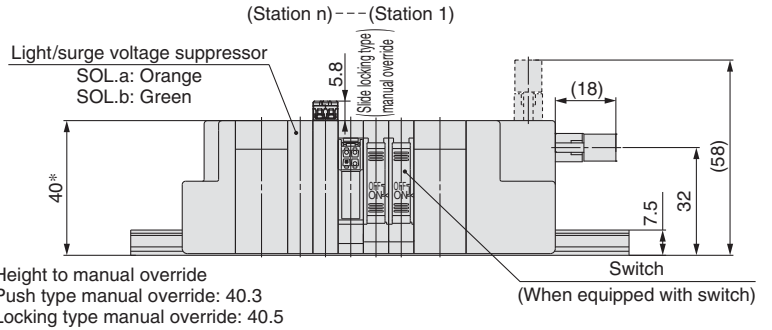 (Station n)---(Station 1)
Light/surge voltage suppressor
SOL.a: Orange
SOL.b: Green
5.8
(Slide locking type
manual override)
(18)
(58)
40*
OFF
ON
OFF
ON
32
7.5
Height to manual override
Push type manual override: 40.3
Locking type manual override: 40.5
Switch
(When equipped with switch)